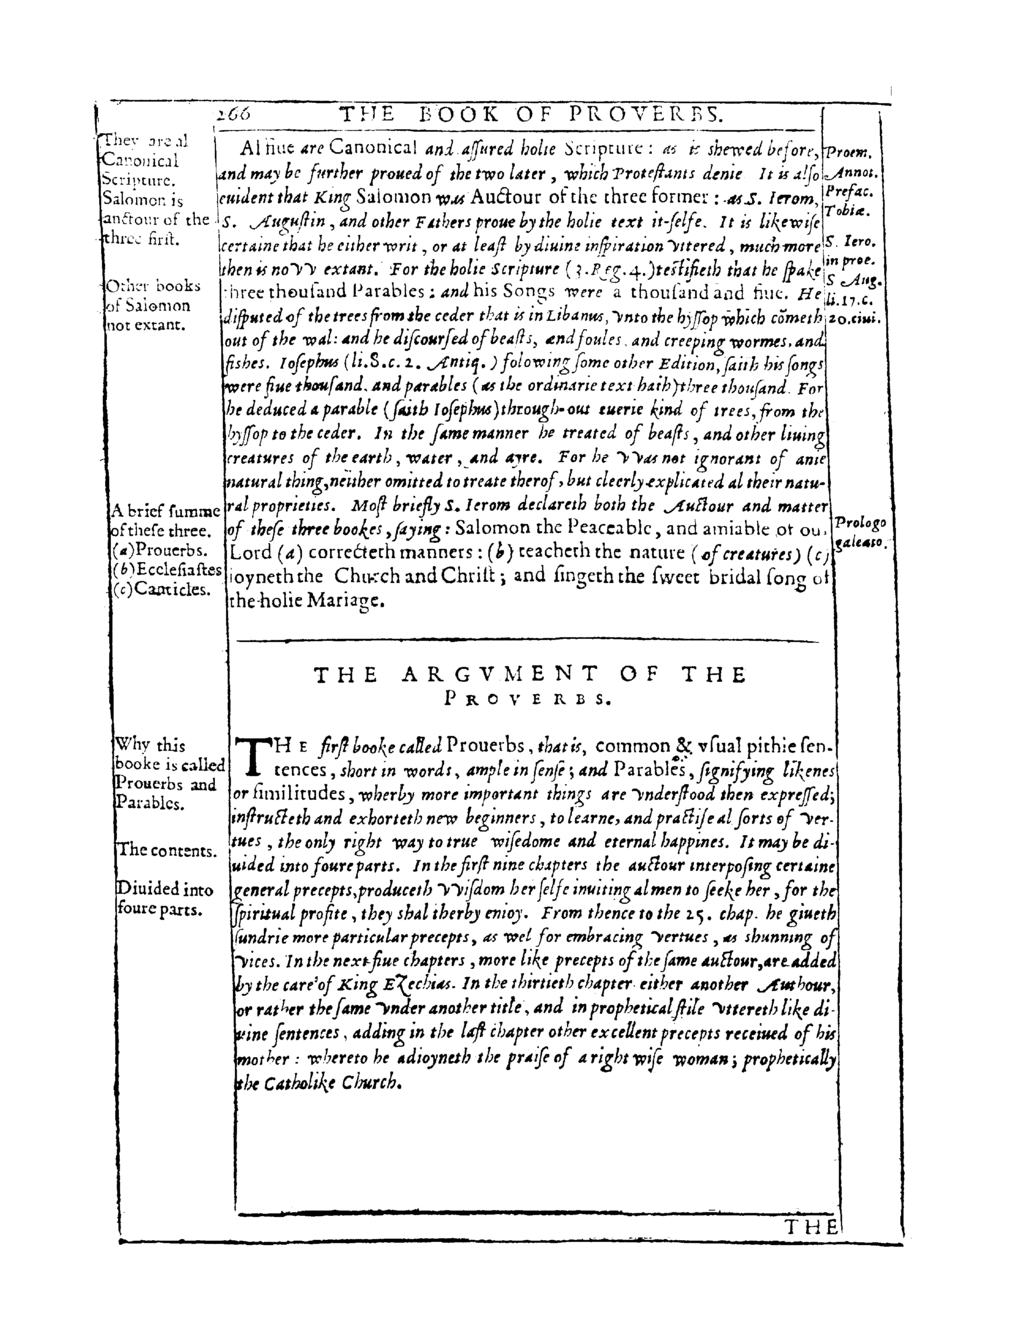 266 THE BOOK OF PROVERBS.
They are al
Canonical
Scripture.
Salomon is
auctour of the
three first.
Other books
of Salomon
not extant.
A brief summe
of these three.
(a)Prouerbs.
(b)Ecclesiastes
(c)Canticles.
Al fiue are Canonical and assured holie Scripture: as is shewed before,
and may be further proued of the two later, which Protestants denie It is also
euident that King Salomon was Auctour of the three former: as S. Ierom,
S. Augustin, and other Fathers proue by the holie text it-selfe. It is likewise
certaine that he either writ, or at least by diuine inspiration vttered, much more
then is novv extant. For the holie Scripture (3.Reg.4.)testifieth that he spake
three thousand Parables: and his Songs were a thousand and fiue. He
disputed of the trees from the ceder that is in Libanus, vnto the hyssop which cōmeth
out of the wal: and he discoursed of beasts, and foules, and creeping wormes, and
fishes. Iosephus (li.8.c.2. Antiq.) folowing some other Edition, saith his songs
were fiue thousand, and parables (as the ordinarie text hath)three thousand. For
he deduced a parable (saith Iosephus)through-out euerie kind of trees, from the
hyssop to the ceder. In the same manner he treated of beasts, and other liuing
creatures of the earth, water, and ayre. For he vvas not ignorant of anie
natural thing,neither omitted to treate therof, but cleerly explicated al their natu-
ral proprieties. Most briefly S. Ierom declareth both the Auctour and matter
of these three bookes, saying: Salomon the Peaceable, and amiable of our
Lord (a) correcteth manners: (b) teacheth the nature (of creatures) (c)
ioyneth the Church and Christ; and singeth the sweet bridal song of
the holie Mariage.
Proem.
Annot.
Prefac.
Tobiæ.
S. Iero.
in proe.
S Aug.
li.17.c.
20.ciui.
Prologo
galeato.
THE ARGVMENT OF THE
PROVERBS.
Why this
booke is called
Prouerbs and
Parables.
The contents.
Diuided into
foure parts.
THE first booke called Prouerbs, that is, common & vsual pithie sen-
tences, short in words, ample in sense; and Parables, signifying likenes
or similitudes, wherby more important things are vnderstood then expressed;
instructeth and exhorteth new beginners, to learne, and practise al sorts of ver-
tues, the only right way to true wisedome and eternal happines. It may be di-
uided into foure parts. In the first nine chapters the auctour interposing certaine
general precepts,produceth VVisdom her selfe inuiting al men to seeke her, for the
spiritual profite, they shal therby enioy. From thence to the 25. chap. he giueth
sundrie more particular precepts, as wel for embracing vertues, as shunning of
vices. In the next fiue chapters, more like precepts of the same auctour,are added
by the care of King Ezechias. In the thirtieth chapter either another Authour,
or rather the same vnder another title, and in prophetical stile vttereth like di-
uine sentences, adding in the last chapter other excellent precepts receiued of his
mother: whereto he adioyneth the praise of a right wise woman; prophetically
the Catholike Church.
THE